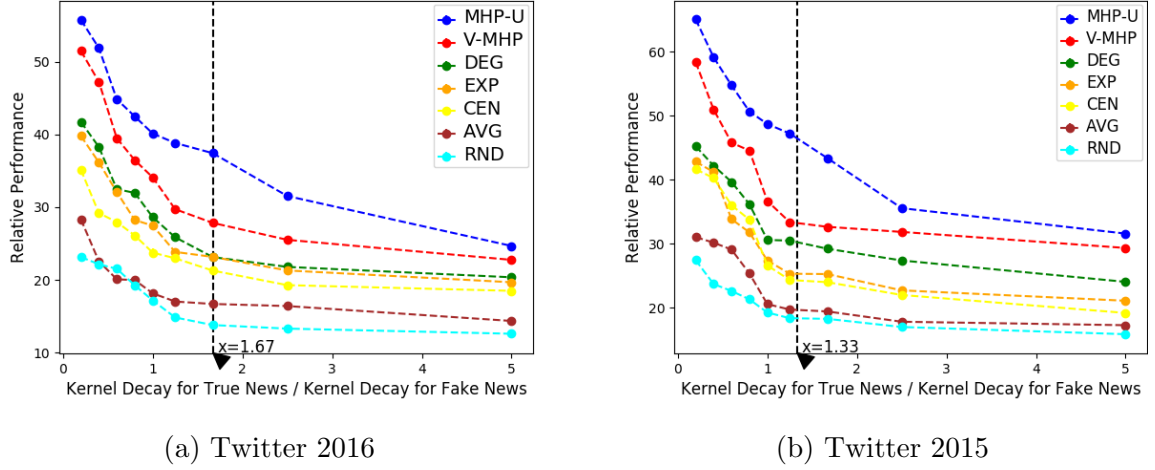 MHP-U
V-MHP
DEG
EXP
CEN
AVG
RND
50
40
30
20
10
Relative Performance
x=1.67
0 1 2 3 4 5
Kernel Decay for True News / Kernel Decay for Fake News
(a) Twitter 2016
MHP-U
V-MHP
DEG
EXP
CEN
AVG
RND
60
50
40
30
20
Relative Performance
x=1.33
0 1 2 3 4 5
Kernel Decay for True News / Kernel Decay for Fake News
(b) Twitter 2015